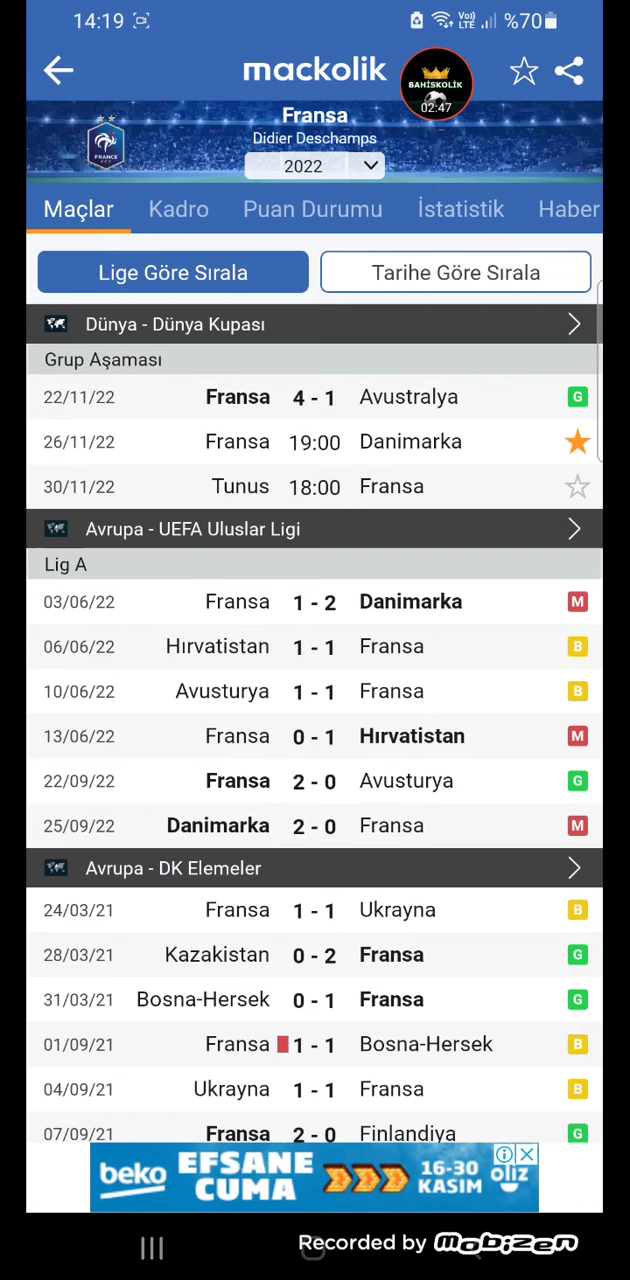 14:19 Vo)) LTE %70
mackolik
BAHİSKOLİK
02:47
Fransa
Didier Deschamps
FRANCE
2022
Maçlar Kadro Puan Durumu İstatistik Haber
Lige Göre Sırala Tarihe Göre Sırala
Dünya - Dünya Kupası
Grup Aşaması
22/11/22 Fransa 4 - 1 Avustralya G
26/11/22 Fransa 19:00 Danimarka
30/11/22 Tunus 18:00 Fransa
Avrupa - UEFA Uluslar Ligi
Lig A
03/06/22 Fransa 1 - 2 Danimarka M
06/06/22 Hırvatistan 1 - 1 Fransa B
10/06/22 Avusturya 1 - 1 Fransa B
13/06/22 Fransa 0 - 1 Hırvatistan M
22/09/22 Fransa 2 - 0 Avusturya G
25/09/22 Danimarka 2 - 0 Fransa M
Avrupa - DK Elemeler
24/03/21 Fransa 1 - 1 Ukrayna B
28/03/21 Kazakistan 0 - 2 Fransa G
31/03/21 Bosna-Hersek 0 - 1 Fransa G
01/09/21 Fransa 1 - 1 Bosna-Hersek B
04/09/21 Ukrayna 1 - 1 Fransa B
07/09/21 Fransa 2 - 0 Finlandiya G
beko EFSANE CUMA 16-30 KASIM
Recorded by Mobizen